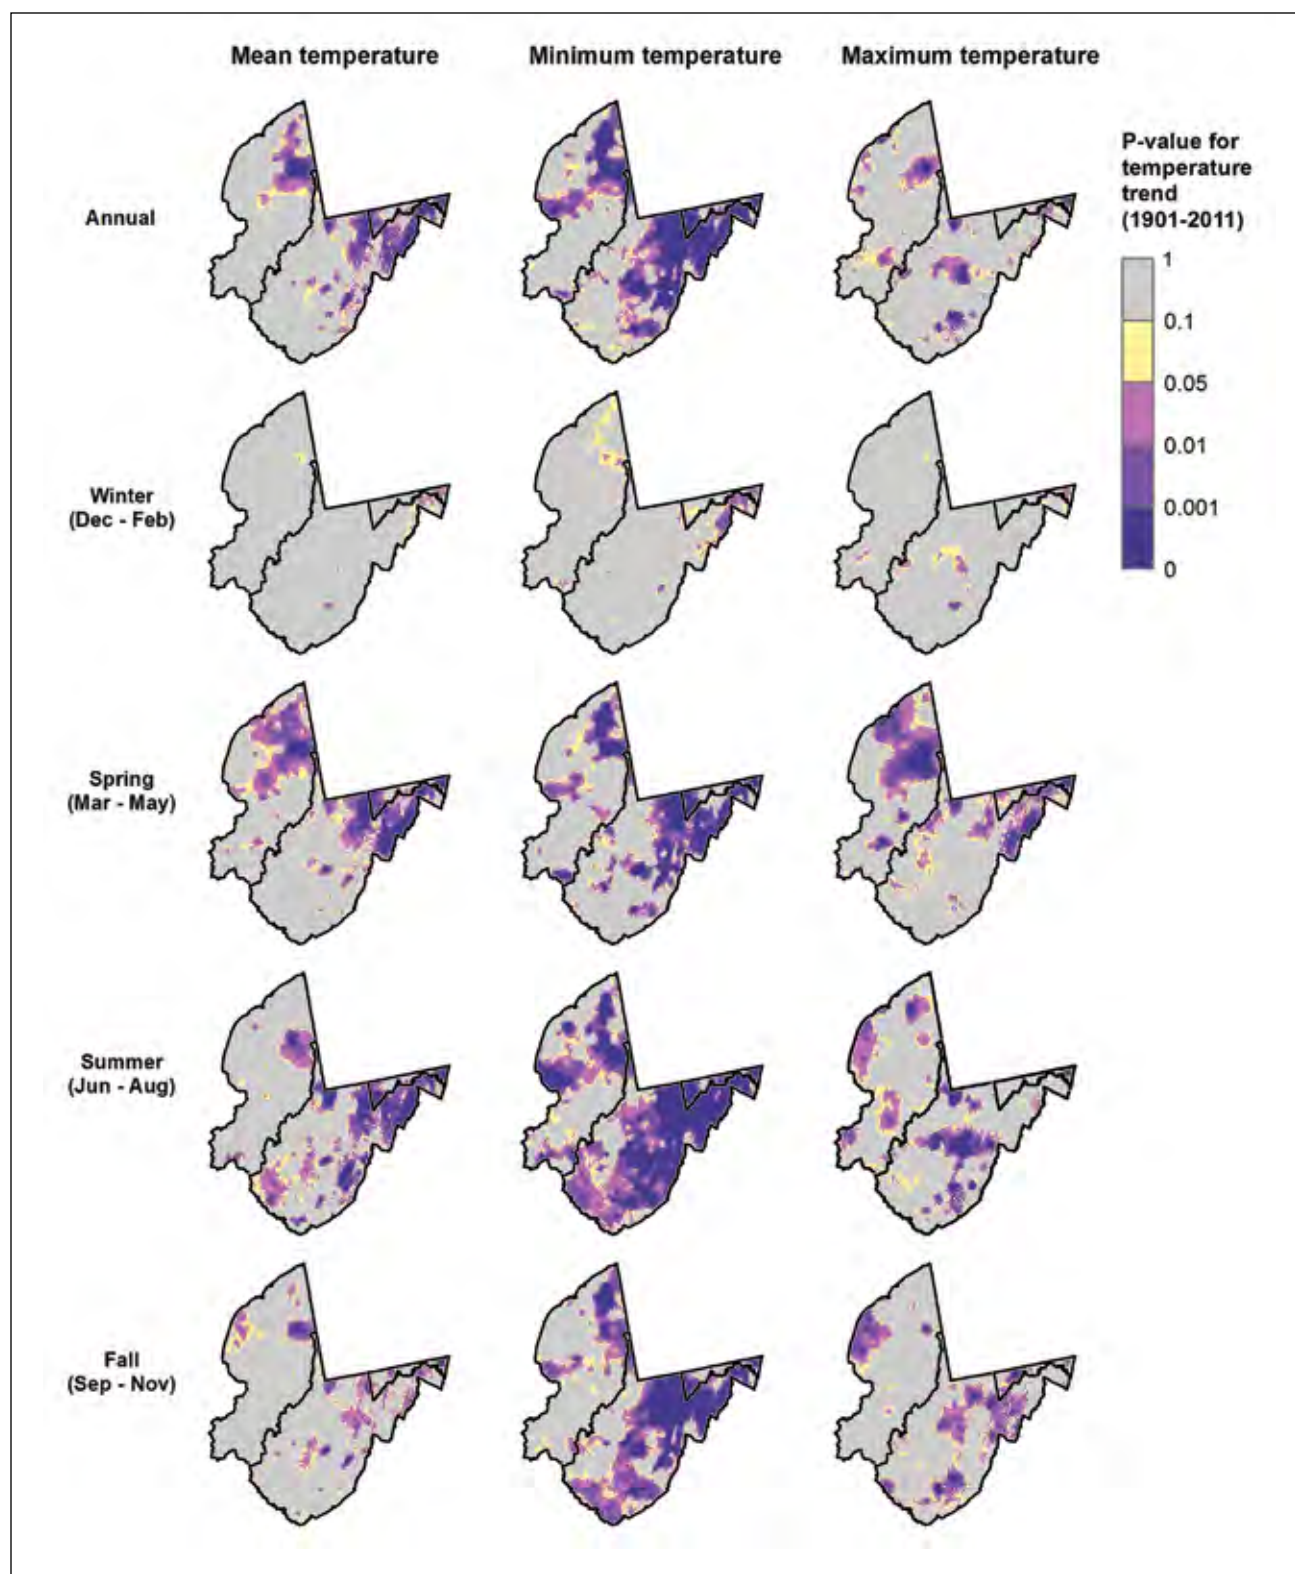 Mean temperature
Minimum temperature
Maximum temperature
P-value for
temperature
trend
(1901-2011)
1
0.1
0.05
0.01
0.001
0
Annual
Winter
(Dec - Feb)
Spring
(Mar - May)
Summer
(Jun - Aug)
Fall
(Sep - Nov)